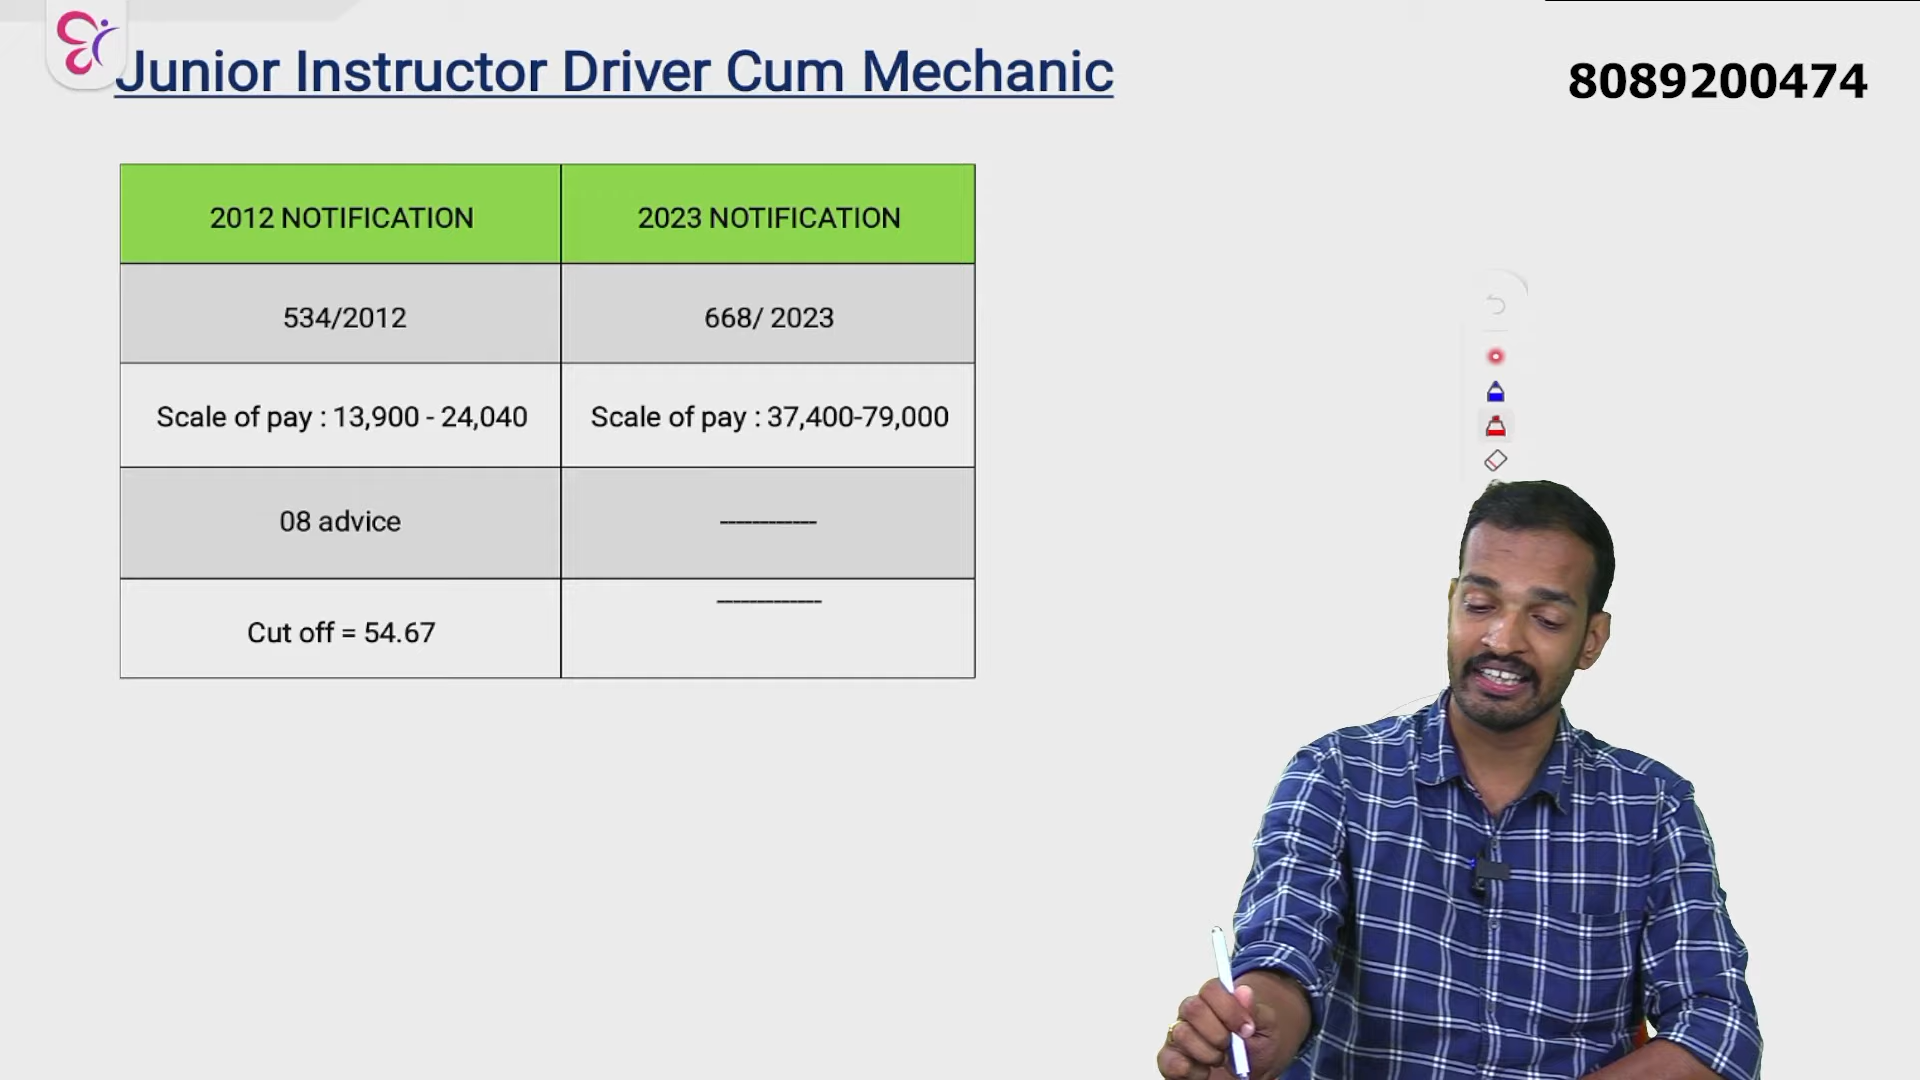 Junior Instructor Driver Cum Mechanic
8089200474
2012 NOTIFICATION
2023 NOTIFICATION
534/2012
668/ 2023
Scale of pay : 13,900 - 24,040
Scale of pay : 37,400-79,000
08 advice
------------
Cut off = 54.67
-------------